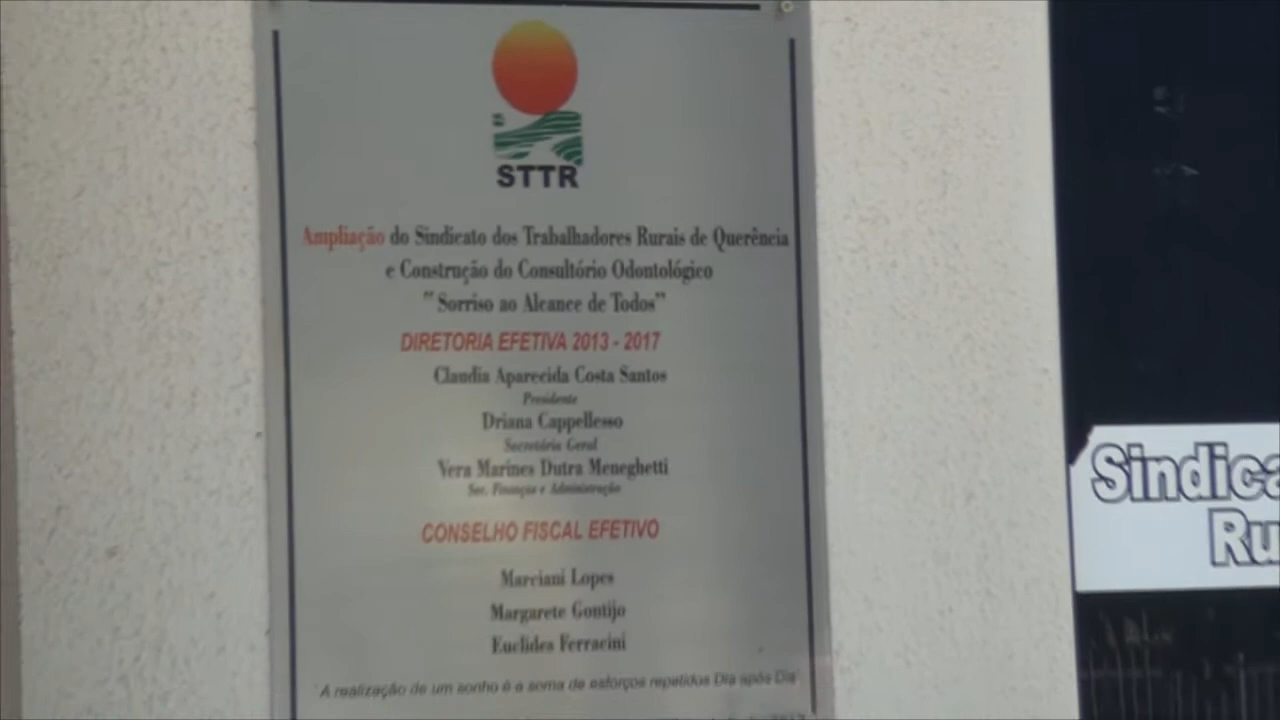 STTR
Ampliação do Sindicato dos Trabalhadores Rurais de Querência
e Construção do Consultório Odontológico
"Sorriso ao Alcance de Todos"
DIRETORIA EFETIVA 2013 - 2017
Claudia Aparecida Costa Santos
Presidente
Driana Cappellesso
Secretária Geral
Vera Marines Dutra Meneghetti
Sec. Finanças e Administração
CONSELHO FISCAL EFETIVO
Marciani Lopes
Margarete Gontijo
Euclides Ferracini
"A realização de um sonho é a soma de esforços repetidos Dia após Dia"
Sindica
Ru